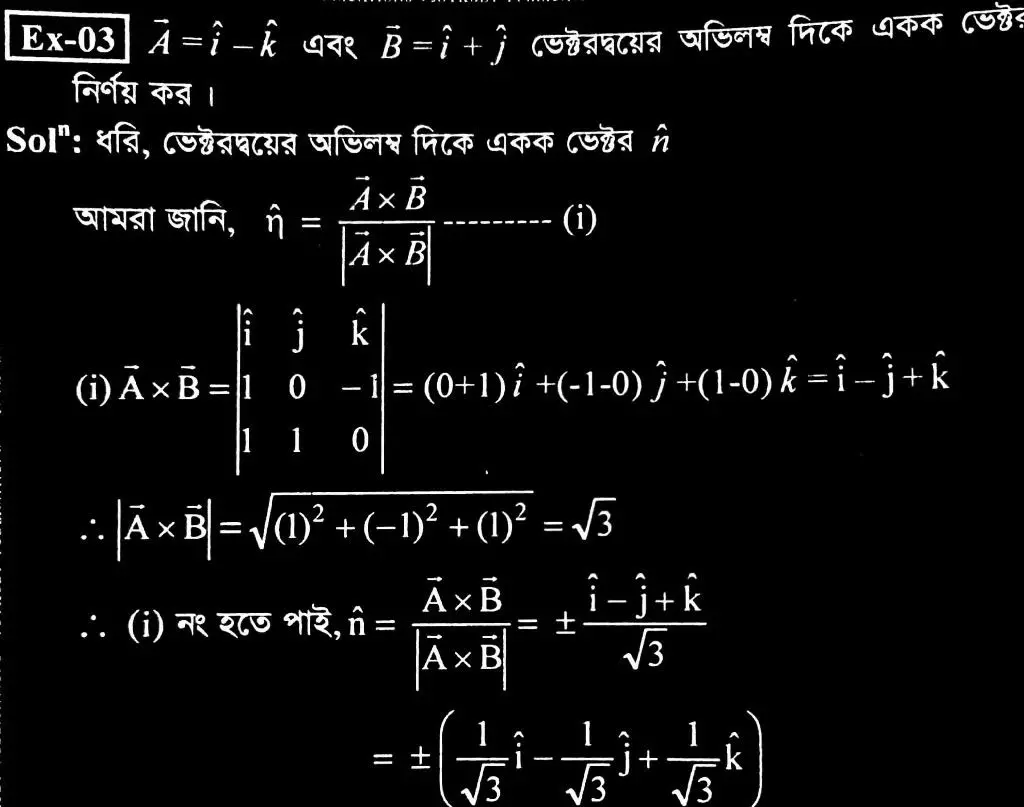 Ex-03 $\vec{A} = \hat{i} - \hat{k}$ এবং $\vec{B} = \hat{i} + \hat{j}$ ভেক্টরদ্বয়ের অভিলম্ব দিকে একক
নির্ণয় কর ।
Solⁿ: ধরি, ভেক্টরদ্বয়ের অভিলম্ব দিকে একক ভেক্টর $\hat{n}$
আমরা জানি, $\hat{\eta} = \frac{\vec{A} \times \vec{B}}{|\vec{A} \times \vec{B}|}$ --------- (i)
(i) $\vec{A} \times \vec{B} = \begin{vmatrix} \hat{i} & \hat{j} & \hat{k} \\ 1 & 0 & -1 \\ 1 & 1 & 0 \end{vmatrix} = (0+1)\hat{i} + (-1-0)\hat{j} + (1-0)\hat{k} = \hat{i} - \hat{j} + \hat{k}$
$\therefore |\vec{A} \times \vec{B}| = \sqrt{(1)^2 + (-1)^2 + (1)^2} = \sqrt{3}$
$\therefore$ (i) নং হতে পাই, $\hat{n} = \frac{\vec{A} \times \vec{B}}{|\vec{A} \times \vec{B}|} = \pm \frac{\hat{i} - \hat{j} + \hat{k}}{\sqrt{3}}$
$= \pm \left( \frac{1}{\sqrt{3}}\hat{i} - \frac{1}{\sqrt{3}}\hat{j} + \frac{1}{\sqrt{3}}\hat{k} \right)$